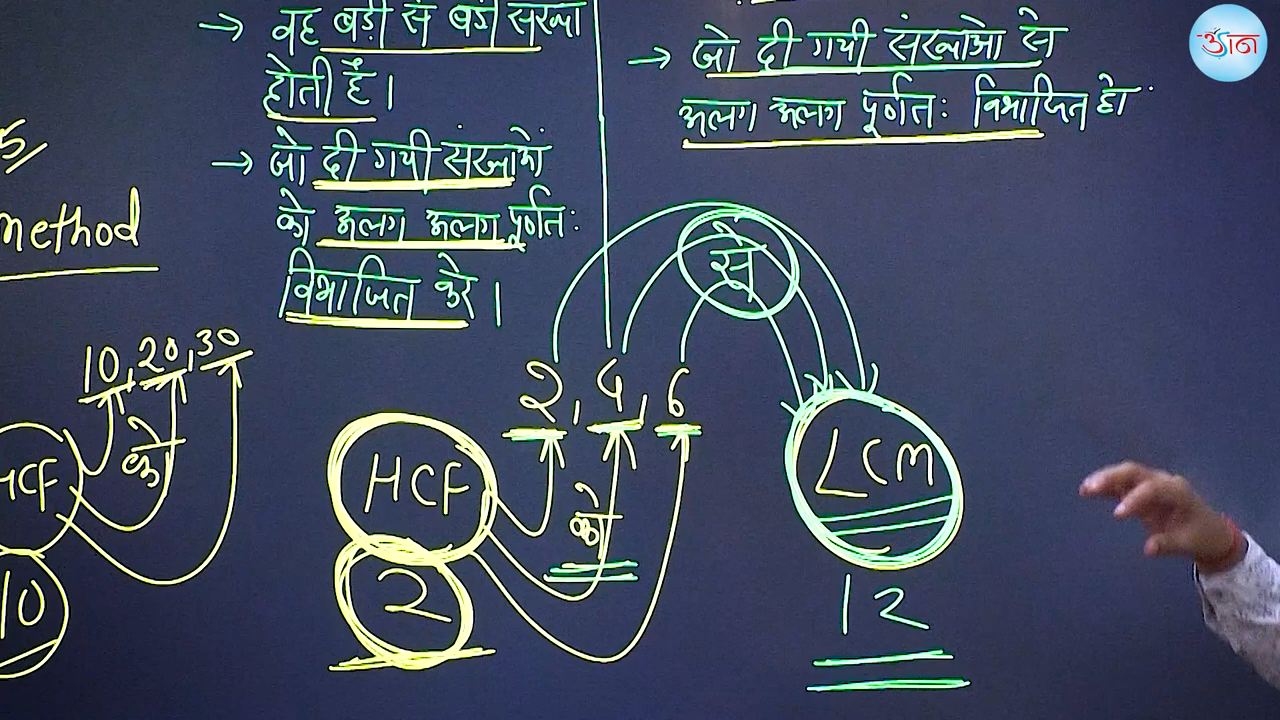 → वह बड़ी से बड़ी संख्या
होती है।
→ जो दी गयी संख्याओं
को अलग अलग पूर्णतः
विभाजित करे।
→ जो दी गयी संख्याओं से
अलग अलग पूर्णतः विभाजित हो
5
method
10, 20, 30
को
HCF
10
से
2, 4, 6
HCF
को
2
LCM
12
ज्ञान